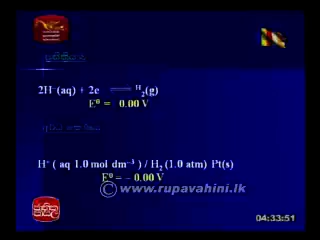 2H⁺(aq) + 2e ⇌ H₂(g)
E⁰ = 0.00 V
H⁺ ( aq 1.0 mol dm⁻³ ) / H₂ (1.0 atm) Pt(s)
E⁰ = − 0.00 V
©www.rupavahini.lk
04:33:51